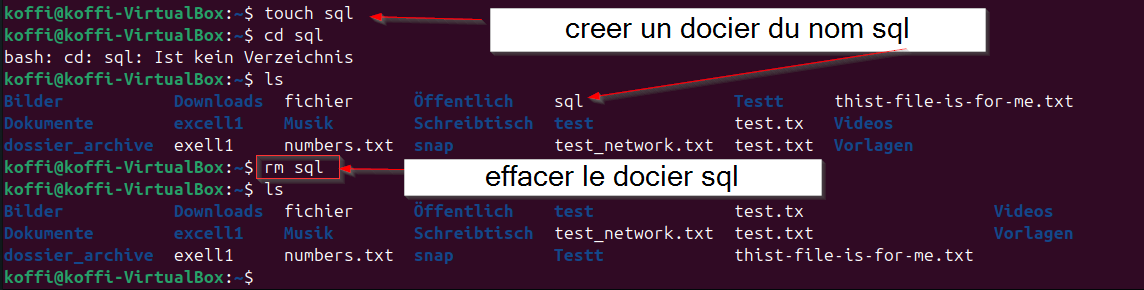 koffi@koffi-VirtualBox:~$ touch sql
creer un docier du nom sql
koffi@koffi-VirtualBox:~$ cd sql
bash: cd: sql: Ist kein Verzeichnis
koffi@koffi-VirtualBox:~$ ls
Bilder Downloads fichier Öffentlich sql Testt thist-file-is-for-me.txt
Dokumente excell1 Musik Schreibtisch test test.tx Videos
dossier_archive exell1 numbers.txt snap test_network.txt test.txt Vorlagen
koffi@koffi-VirtualBox:~$ rm sql
effacer le docier sql
koffi@koffi-VirtualBox:~$ ls
Bilder Downloads fichier Öffentlich test test.tx Videos
Dokumente excell1 Musik Schreibtisch test_network.txt test.txt Vorlagen
dossier_archive exell1 numbers.txt snap Testt thist-file-is-for-me.txt
koffi@koffi-VirtualBox:~$